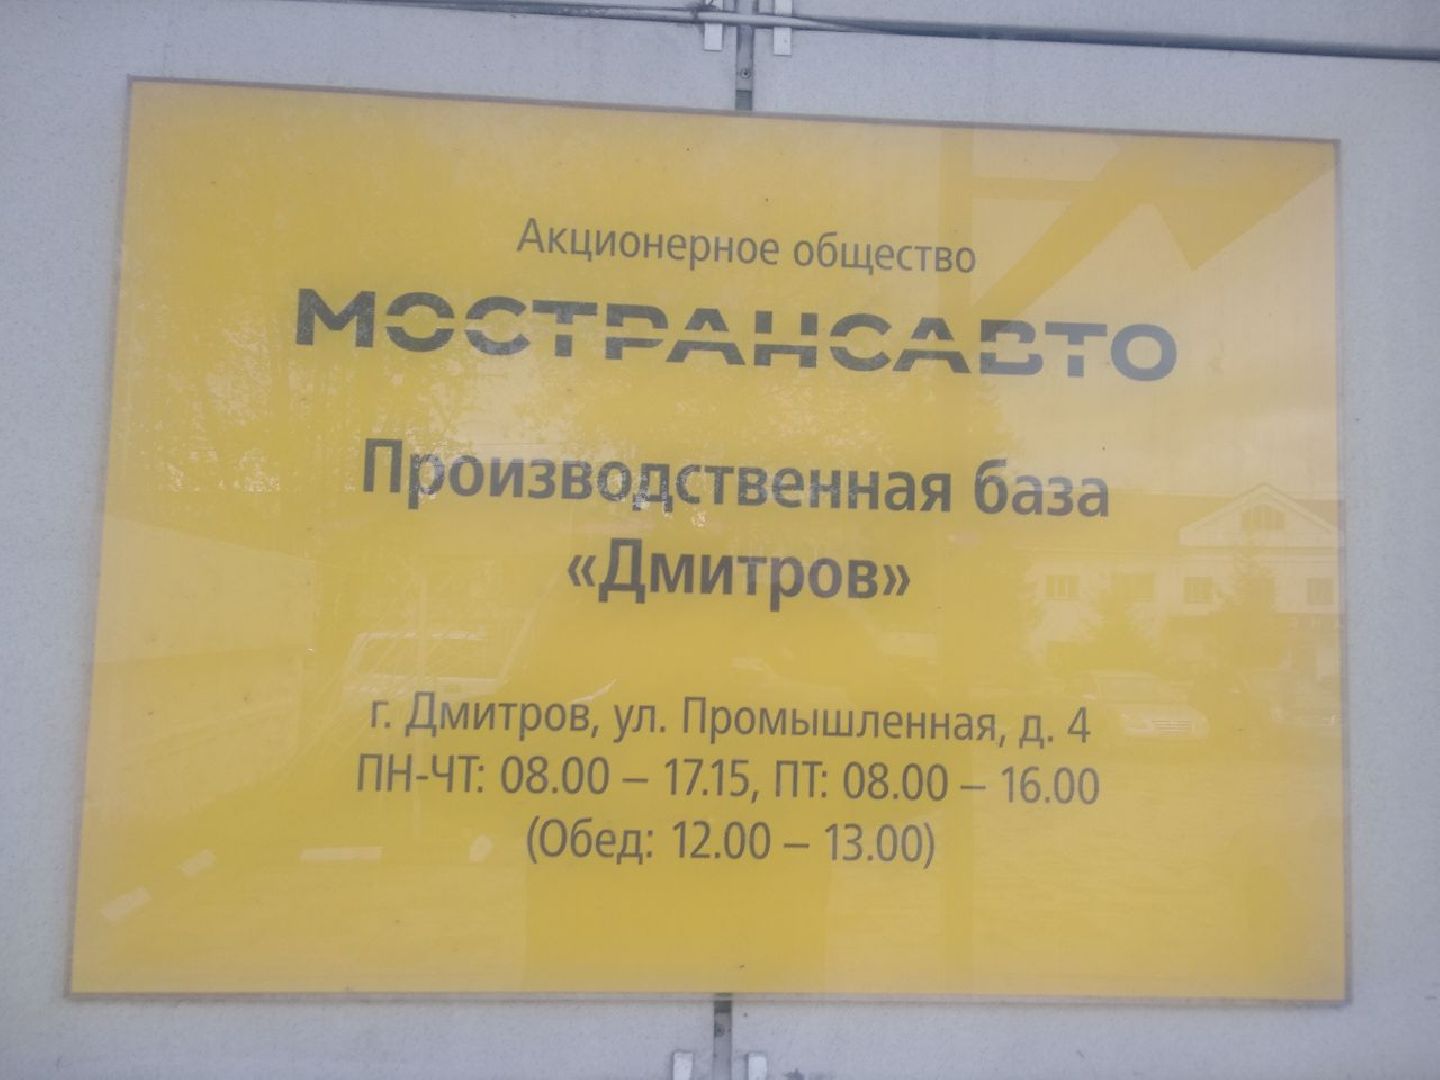 Акционерное общество
МОСТРАНСАВТО
Производственная база
«Дмитров»
г. Дмитров, ул. Промышленная, д. 4
ПН-ЧТ: 08.00 – 17.15, ПТ: 08.00 – 16.00
(Обед: 12.00 – 13.00)